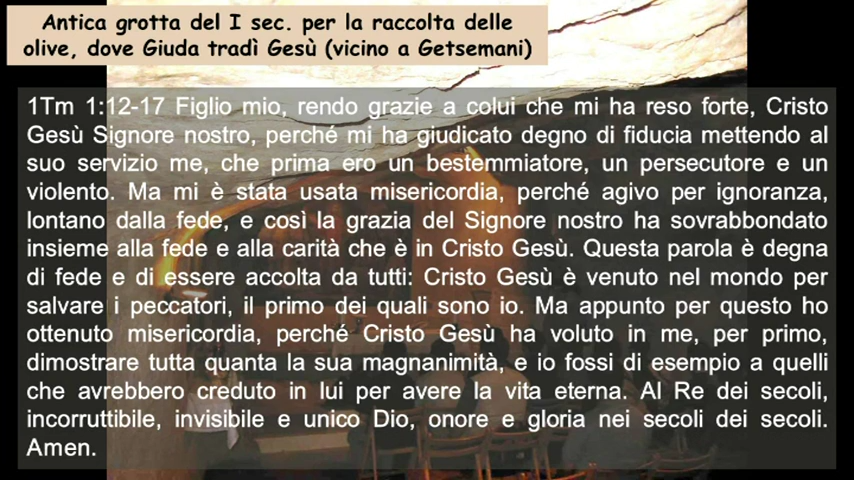 Antica grotta del I sec. per la raccolta delle
olive, dove Giuda tradì Gesù (vicino a Getsemani)
1Tm 1:12-17 Figlio mio, rendo grazie a colui che mi ha reso forte, Cristo
Gesù Signore nostro, perché mi ha giudicato degno di fiducia mettendo al
suo servizio me, che prima ero un bestemmiatore, un persecutore e un
violento. Ma mi è stata usata misericordia, perché agivo per ignoranza,
lontano dalla fede, e così la grazia del Signore nostro ha sovrabbondato
insieme alla fede e alla carità che è in Cristo Gesù. Questa parola è degna
di fede e di essere accolta da tutti: Cristo Gesù è venuto nel mondo per
salvare i peccatori, il primo dei quali sono io. Ma appunto per questo ho
ottenuto misericordia, perché Cristo Gesù ha voluto in me, per primo,
dimostrare tutta quanta la sua magnanimità, e io fossi di esempio a quelli
che avrebbero creduto in lui per avere la vita eterna. Al Re dei secoli,
incorruttibile, invisibile e unico Dio, onore e gloria nei secoli dei secoli.
Amen.